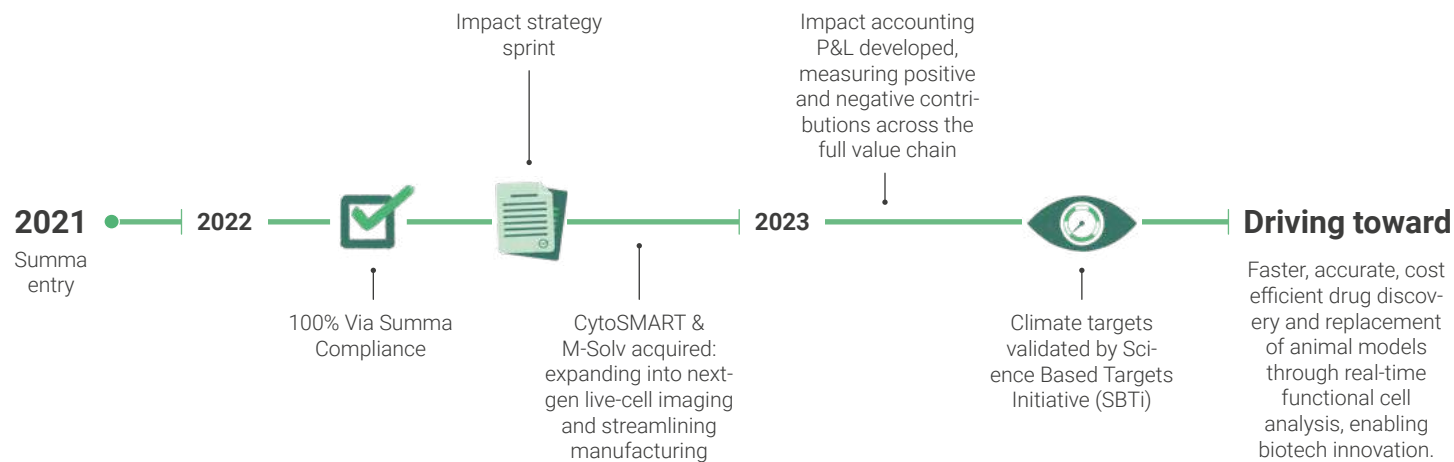 2021
Summa
entry
2022
100% Via Summa
Compliance
Impact strategy
sprint
CytoSMART &
M-Solv acquired:
expanding into next-
gen live-cell imaging
and streamlining
manufacturing
2023
Impact accounting
P&L developed,
measuring positive
and negative contri-
butions across the
full value chain
Climate targets
validated by Sci-
ence Based Targets
Initiative (SBTi)
Driving toward
Faster, accurate, cost
efficient drug discov-
ery and replacement
of animal models
through real-time
functional cell
analysis, enabling
biotech innovation.